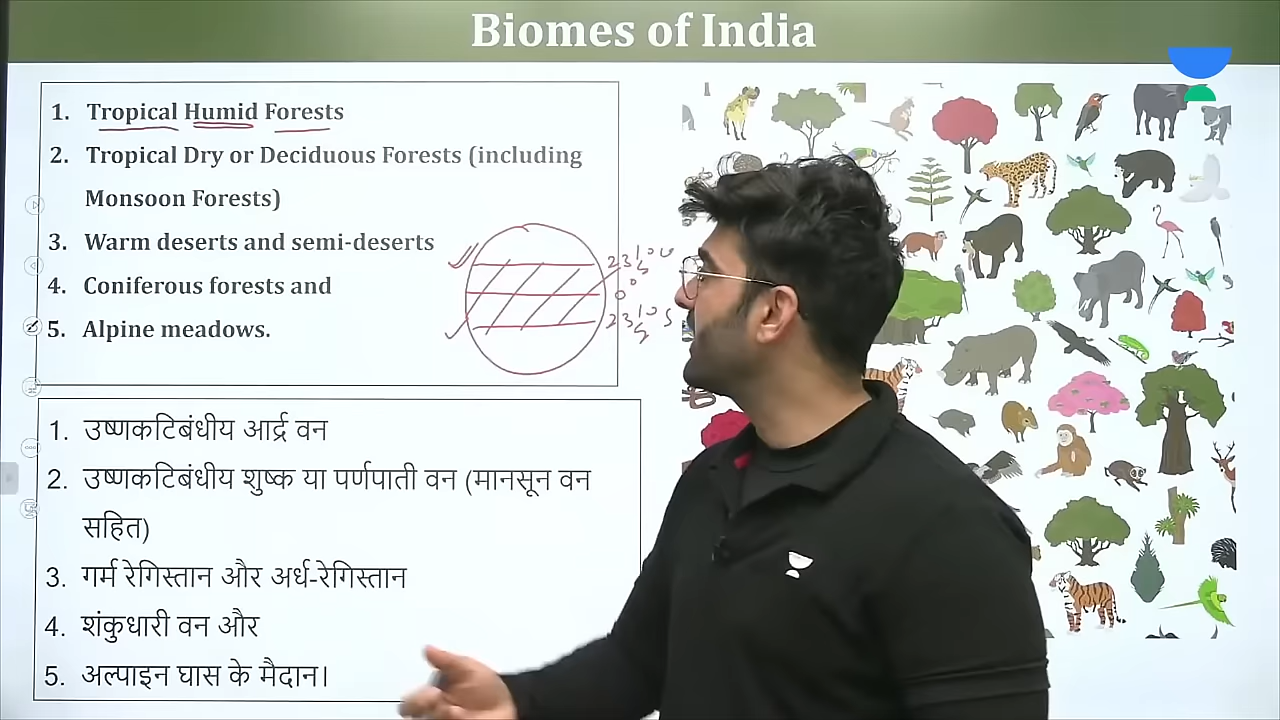 Biomes of India
1. Tropical Humid Forests
2. Tropical Dry or Deciduous Forests (including
Monsoon Forests)
3. Warm deserts and semi-deserts
4. Coniferous forests and
5. Alpine meadows.
0°
1. उष्णकटिबंधीय आर्द्र वन
2. उष्णकटिबंधीय शुष्क या पर्णपाती वन (मानसून वन
सहित)
3. गर्म रेगिस्तान और अर्ध-रेगिस्तान
4. शंकुधारी वन और
5. अल्पाइन घास के मैदान।